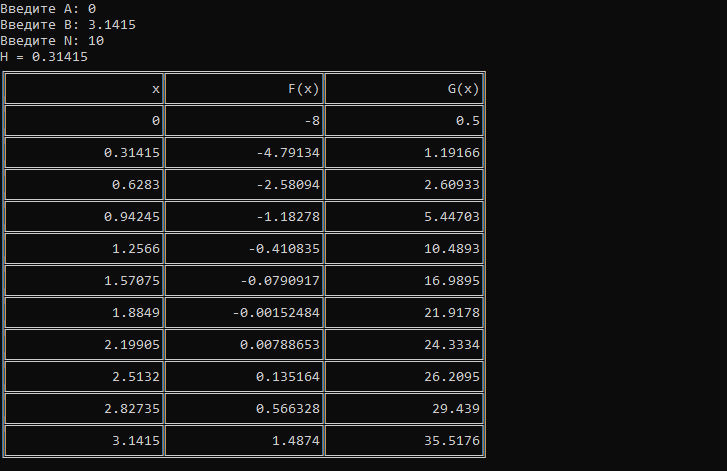 Введите A: 0
Введите B: 3.1415
Введите N: 10
H = 0.31415
x F(x) G(x)
0 -8 0.5
0.31415 -4.79134 1.19166
0.6283 -2.58094 2.60933
0.94245 -1.18278 5.44703
1.2566 -0.410835 10.4893
1.57075 -0.0790917 16.9895
1.8849 -0.00152484 21.9178
2.19905 0.00788653 24.3334
2.5132 0.135164 26.2095
2.82735 0.566328 29.439
3.1415 1.4874 35.5176